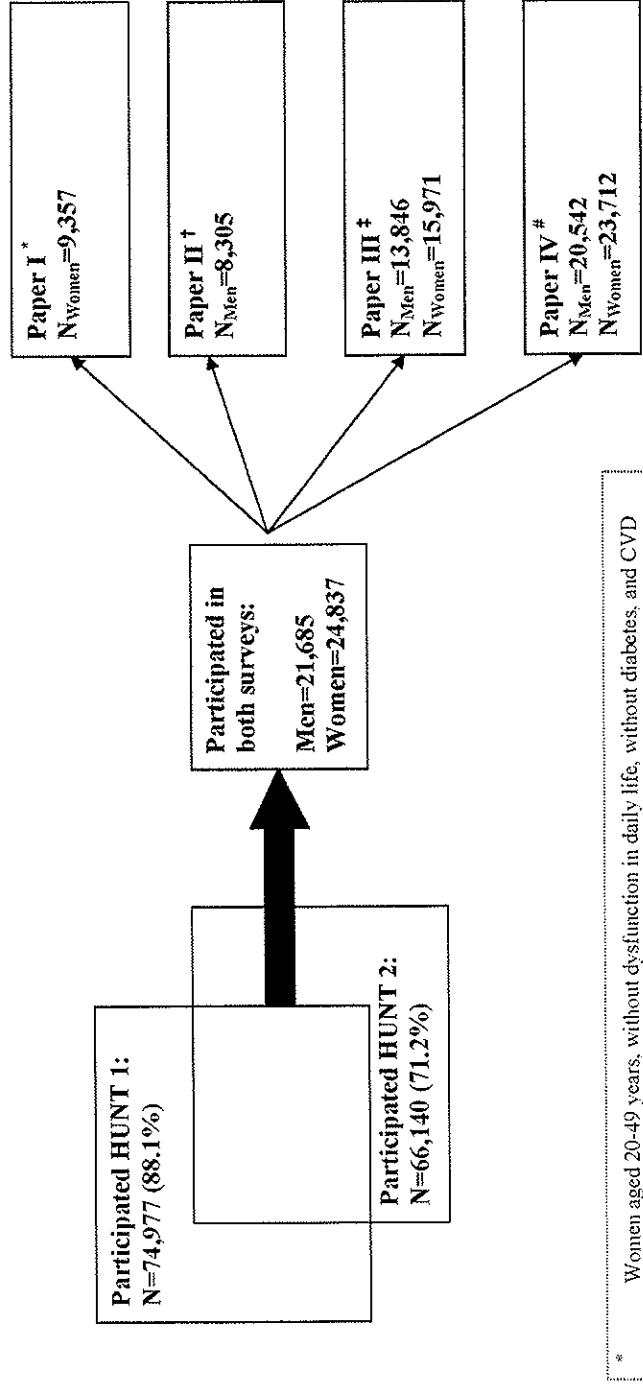 Participated HUNT 1:
N=74,977 (88.1%)
Participated HUNT 2:
N=66,140 (71.2%)
Participated in
both surveys:
Men=21,685
Women=24,837
Paper I *
NWomen=9,357
Paper II †
NMen=8,305
Paper III ‡
NMen=13,846
NWomen=15,971
Paper IV #
NMen=20,542
NWomen=23,712
* Women aged 20-49 years, without dysfunction in daily life, without diabetes, and CVD